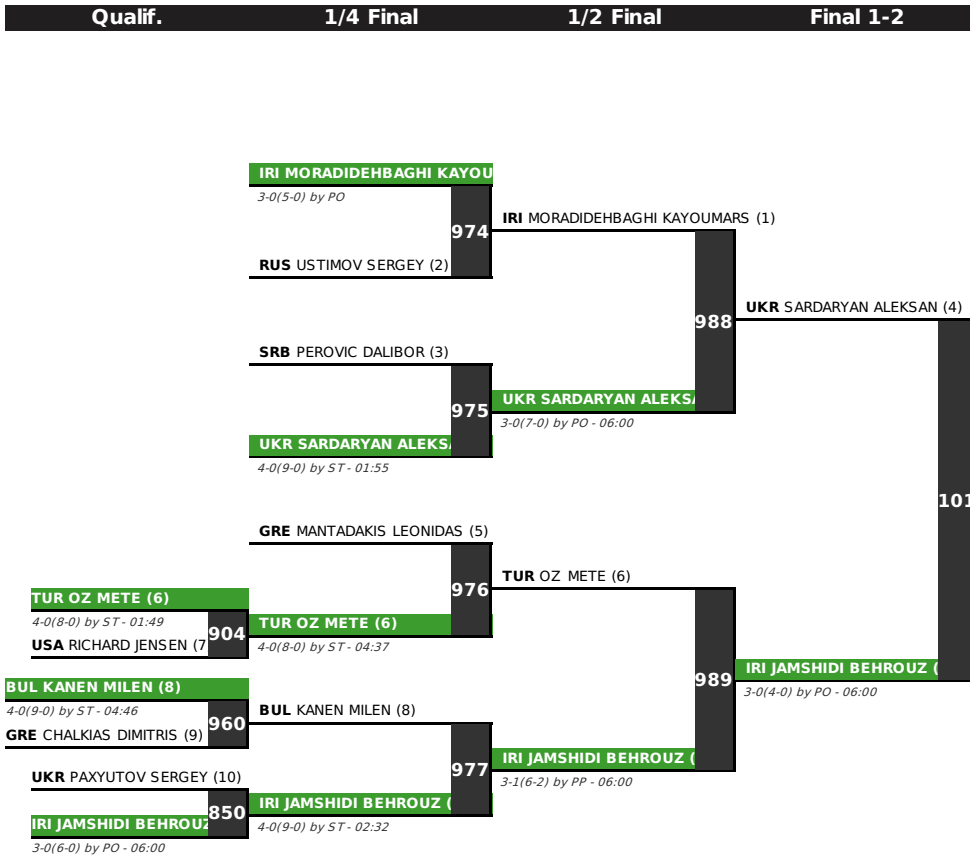 Qualif. 1/4 Final 1/2 Final Final 1-2
IRI MORADIDEHBAGHI KAYOU
3-0(5-0) by PO
974
IRI MORADIDEHBAGHI KAYOUMARS (1)
RUS USTIMOV SERGEY (2)
988
UKR SARDARYAN ALEKSAN (4)
SRB PEROVIC DALIBOR (3)
975
UKR SARDARYAN ALEKSA
3-0(7-0) by PO - 06:00
UKR SARDARYAN ALEKSA
4-0(9-0) by ST - 01:55
101
GRE MANTADAKIS LEONIDAS (5)
976
TUR OZ METE (6)
TUR OZ METE (6)
4-0(8-0) by ST - 01:49
904
USA RICHARD JENSEN (7
TUR OZ METE (6)
4-0(8-0) by ST - 04:37
989
IRI JAMSHIDI BEHROUZ (
3-0(4-0) by PO - 06:00
BUL KANEN MILEN (8)
4-0(9-0) by ST - 04:46
960
GRE CHALKIAS DIMITRIS (9)
BUL KANEN MILEN (8)
977
IRI JAMSHIDI BEHROUZ (
3-1(6-2) by PP - 06:00
UKR PAXYUTOV SERGEY (10)
850
IRI JAMSHIDI BEHROUZ
3-0(6-0) by PO - 06:00
IRI JAMSHIDI BEHROUZ (
4-0(9-0) by ST - 02:32